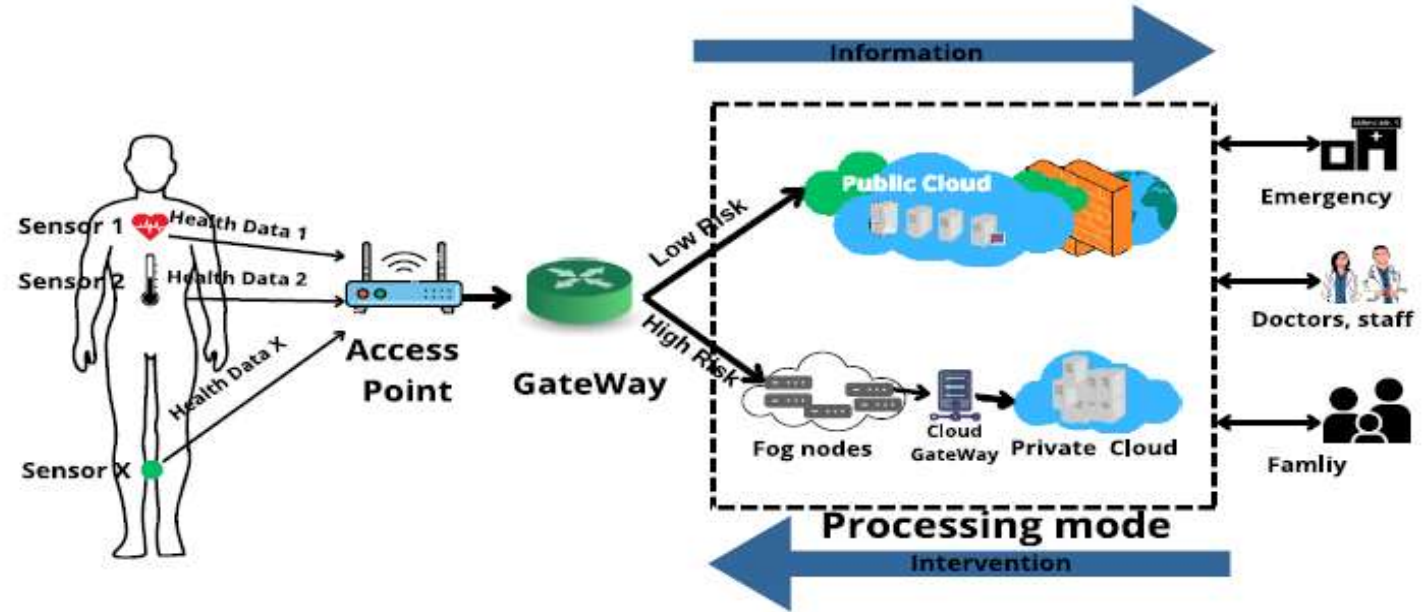 Information
Sensor 1
Health Data 1
Sensor 2
Health Data 2
Health Data X
Sensor X
Access
Point
GateWay
Low Risk
High Risk
Public Cloud
Fog nodes
Cloud
GateWay
Private Cloud
Processing mode
Intervention
Emergency
Doctors, staff
Famliy